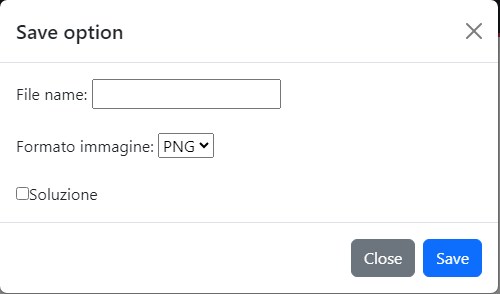 Save option
File name:
Formato immagine: PNG
Soluzione
Close Save